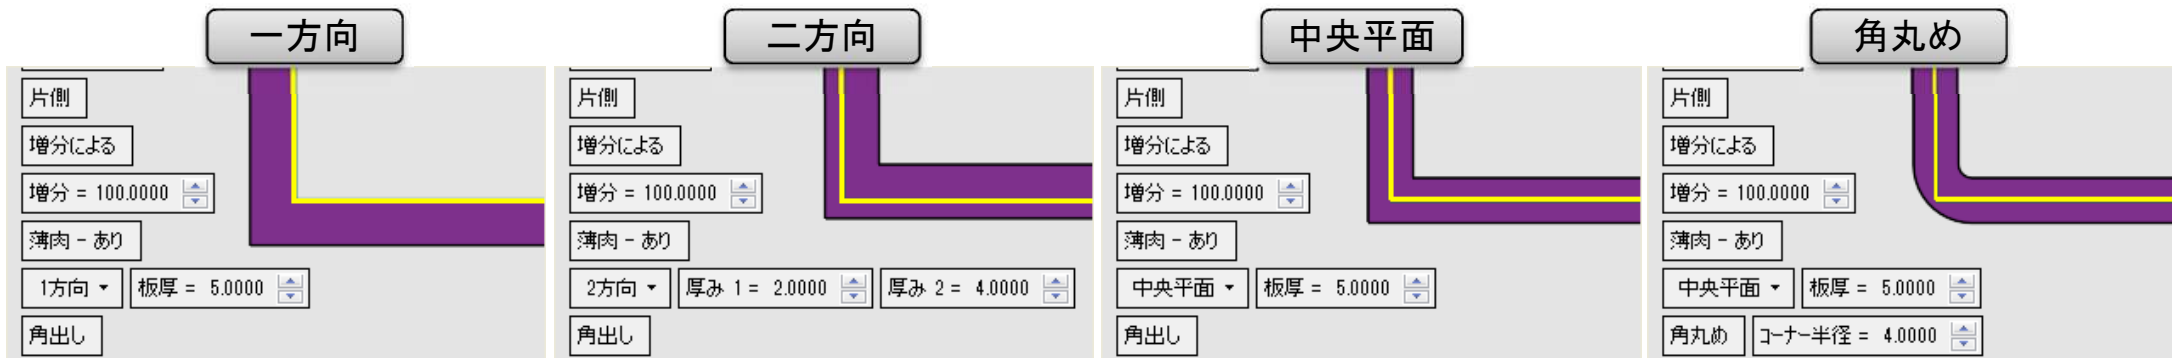 一方向
片側
増分による
増分 = 100.0000
薄肉 - あり
1方向
板厚 = 5.0000
角出し
二方向
片側
増分による
増分 = 100.0000
薄肉 - あり
2方向
厚み 1 = 2.0000
厚み 2 = 4.0000
角出し
中央平面
片側
増分による
増分 = 100.0000
薄肉 - あり
中央平面
板厚 = 5.0000
角出し
角丸め
片側
増分による
増分 = 100.0000
薄肉 - あり
中央平面
板厚 = 5.0000
角丸め
コーナー半径 = 4.0000